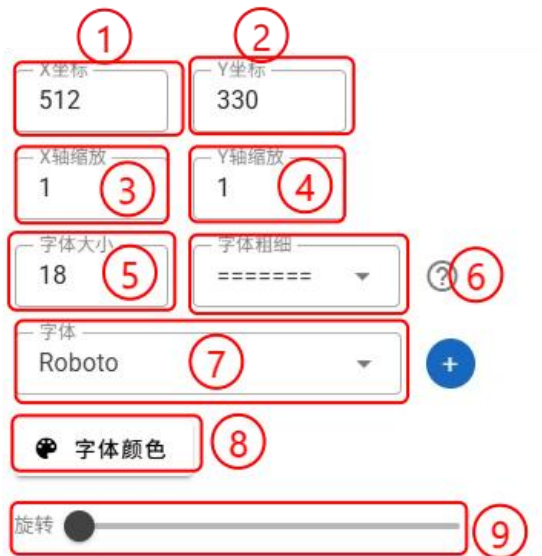 ① ②
X坐标 Y坐标
512 330
X轴缩放 Y轴缩放
1 ③ 1 ④
字体大小 字体粗细
18 ⑤ ======= ⑥
字体
Roboto ⑦ +
字体颜色 ⑧
旋转 ⑨